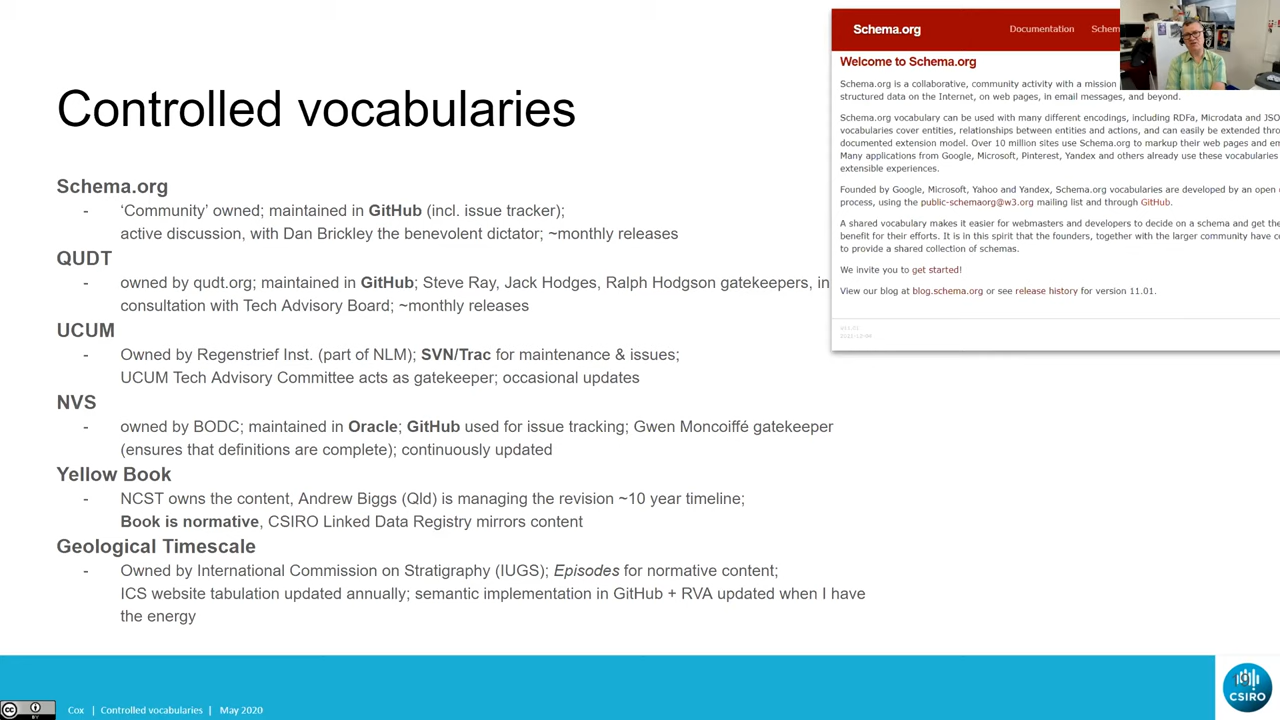 Controlled vocabularies
Schema.org
- ‘Community’ owned; maintained in GitHub (incl. issue tracker);
active discussion, with Dan Brickley the benevolent dictator; ~monthly releases
QUDT
- owned by qudt.org; maintained in GitHub; Steve Ray, Jack Hodges, Ralph Hodgson gatekeepers, in
consultation with Tech Advisory Board; ~monthly releases
UCUM
- Owned by Regenstrief Inst. (part of NLM); SVN/Trac for maintenance & issues;
UCUM Tech Advisory Committee acts as gatekeeper; occasional updates
NVS
- owned by BODC; maintained in Oracle; GitHub used for issue tracking; Gwen Moncoiffé gatekeeper
(ensures that definitions are complete); continuously updated
Yellow Book
- NCST owns the content, Andrew Biggs (Qld) is managing the revision ~10 year timeline;
Book is normative, CSIRO Linked Data Registry mirrors content
Geological Timescale
- Owned by International Commission on Stratigraphy (IUGS); Episodes for normative content;
ICS website tabulation updated annually; semantic implementation in GitHub + RVA updated when I have
the energy
Schema.org
Documentation Schem
Welcome to Schema.org
Schema.org is a collaborative, community activity with a mission
structured data on the Internet, on web pages, in email messages, and beyond.
Schema.org vocabulary can be used with many different encodings, including RDFa, Microdata and JSO
vocabularies cover entities, relationships between entities and actions, and can easily be extended throu
documented extension model. Over 10 million sites use Schema.org to markup their web pages and em
Many applications from Google, Microsoft, Pinterest, Yandex and others already use these vocabularies
extensible experiences.
Founded by Google, Microsoft, Yahoo and Yandex, Schema.org vocabularies are developed by an open
process, using the public-schemaorg@w3.org mailing list and through GitHub.
A shared vocabulary makes it easier for webmasters and developers to decide on a schema and get the
benefit for their efforts. It is in this spirit that the founders, together with the larger community have c
to provide a shared collection of schemas.
We invite you to get started!
View our blog at blog.schema.org or see release history for version 11.01.
Cox | Controlled vocabularies | May 2020
CC BY
CSIRO